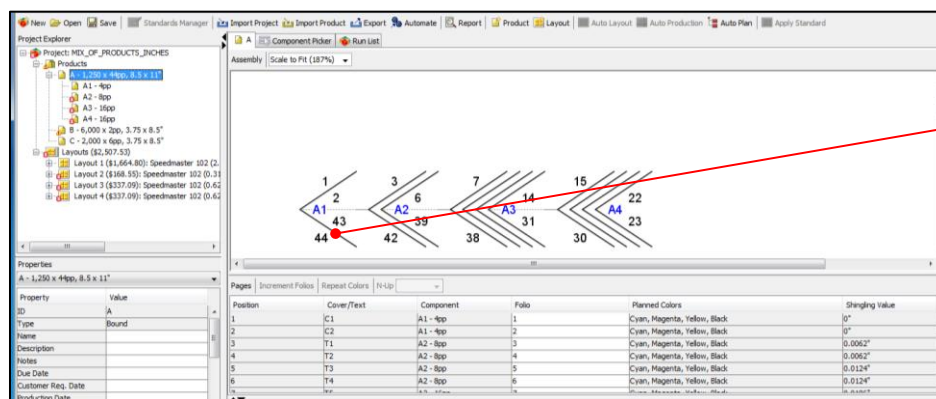 New Open Save Standards Manager Import Project Import Product Export Automate Report Product Layout Auto Layout Auto Production Auto Plan Apply Standard
Project Explorer
Project: MIX_OF_PRODUCTS_INCHES
Products
A - 1,250 x 44pp, 8.5 x 11"
A1 - 4pp
A2 - 8pp
A3 - 16pp
A4 - 16pp
B - 6,000 x 2pp, 3.75 x 8.5"
C - 2,000 x 6pp, 3.75 x 8.5"
Layouts ($2,507.53)
Layout 1 ($1,664.80): Speedmaster 102 (2.
Layout 2 ($168.55): Speedmaster 102 (0.31
Layout 3 ($337.09): Speedmaster 102 (0.62
Layout 4 ($337.09): Speedmaster 102 (0.62
Properties
A - 1,250 x 44pp, 8.5 x 11"
Property Value
ID A
Type Bound
Name
Description
Notes
Due Date
Customer Req. Date
Production Date
A Component Picker Run List
Assembly Scale to Fit (187%)
1 3 7 15
2 6 14 22
A1 A2 A3 A4
43 39 31 23
44 42 38 30
Pages Increment Folios Repeat Colors N-Up
Position Cover/Text Component Folio Planned Colors Shingling Value
1 C1 A1 - 4pp 1 Cyan, Magenta, Yellow, Black 0"
2 C2 A1 - 4pp 2 Cyan, Magenta, Yellow, Black 0"
3 T1 A2 - 8pp 3 Cyan, Magenta, Yellow, Black 0.0062"
4 T2 A2 - 8pp 4 Cyan, Magenta, Yellow, Black 0.0062"
5 T3 A2 - 8pp 5 Cyan, Magenta, Yellow, Black 0.0124"
6 T4 A2 - 8pp 6 Cyan, Magenta, Yellow, Black 0.0124"